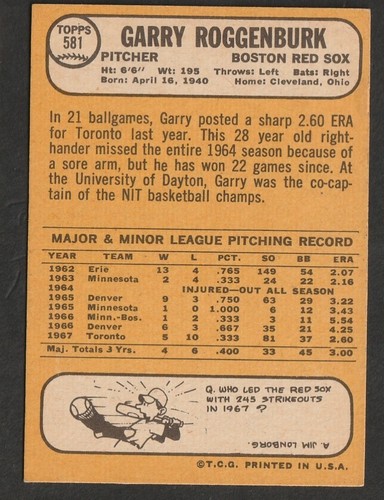 TOPPS
581
GARRY ROGGENBURK
PITCHER BOSTON RED SOX
Ht: 6'6" Wt: 195 Throws: Left Bats: Right
Born: April 16, 1940 Home: Cleveland, Ohio
In 21 ballgames, Garry posted a sharp 2.60 ERA
for Toronto last year. This 28 year old right-
hander missed the entire 1964 season because of
a sore arm, but he has won 22 games since. At
the University of Dayton, Garry was the co-cap-
tain of the NIT basketball champs.
MAJOR & MINOR LEAGUE PITCHING RECORD
YEAR TEAM W L PCT. SO BB ERA
1962 Erie 13 4 .765 149 54 2.07
1963 Minnesota 2 4 .333 24 22 2.16
1964 INJURED—OUT ALL SEASON
1965 Denver 9 3 .750 63 29 3.22
1965 Minnesota 1 0 1.000 6 12 3.43
1966 Minn.-Bos. 1 2 .333 3 1 5.54
1966 Denver 6 3 .667 35 21 4.25
1967 Toronto 5 10 .333 81 37 2.60
Maj. Totals 3 Yrs. 4 6 .400 33 45 3.00
Q. WHO LED THE RED SOX
WITH 245 STRIKEOUTS
IN 1967 ?
A. JIM LONBORG.
©T.C.G. PRINTED IN U.S.A.